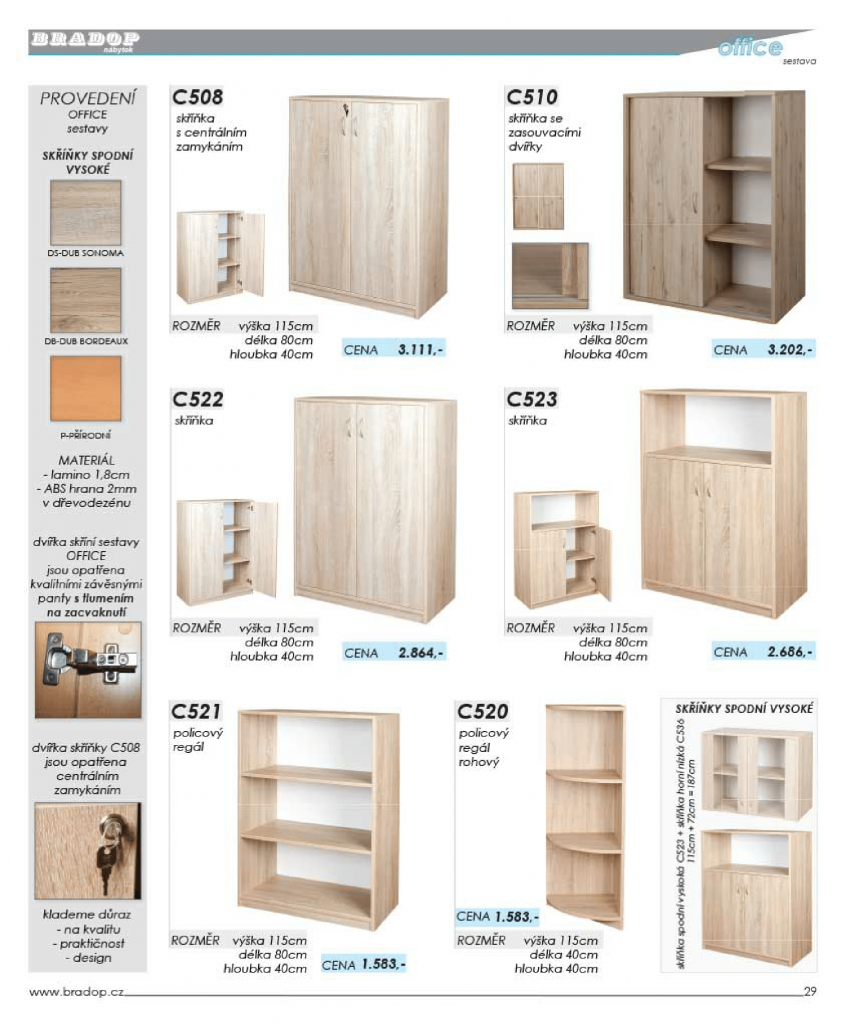 BRADOP
nábytek
office
sestava
PROVEDENÍ
OFFICE
sestavy
SKŘÍŇKY SPODNÍ
VYSOKÉ
DS-DUB SONOMA
DB-DUB BORDEAUX
P-PŘÍRODNÍ
MATERIÁL
- lamino 1,8cm
- ABS hrana 2mm
v dřevodezénu
dvířka skříní sestavy
OFFICE
jsou opatřena
kvalitními závěsnými
panty s tlumením
na zacvaknutí
dvířka skříňky C508
jsou opatřena
centrálním
zamykáním
klademe důraz
- na kvalitu
- praktičnost
- design
C508
skříňka
s centrálním
zamykáním
ROZMĚR výška 115cm
délka 80cm
hloubka 40cm
CENA 3.111,-
C510
skříňka se
zasouvacími
dvířky
ROZMĚR výška 115cm
délka 80cm
hloubka 40cm
CENA 3.202,-
C522
skříňka
ROZMĚR výška 115cm
délka 80cm
hloubka 40cm
CENA 2.864,-
C523
skříňka
ROZMĚR výška 115cm
délka 80cm
hloubka 40cm
CENA 2.686,-
C521
policový
regál
ROZMĚR výška 115cm
délka 80cm
hloubka 40cm
CENA 1.583,-
C520
policový
regál
rohový
CENA 1.583,-
ROZMĚR výška 115cm
délka 40cm
hloubka 40cm
SKŘÍŇKY SPODNÍ VYSOKÉ
skříňka spodní vyskoká C523 + skříňka horní nízká C536
115cm + 72cm = 187cm
www.bradop.cz
29